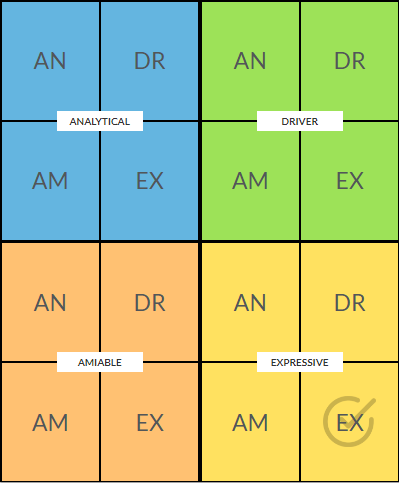 AN DR AN DR
ANALYTICAL DRIVER
AM EX AM EX
AN DR AN DR
AMIABLE EXPRESSIVE
AM EX AM EX